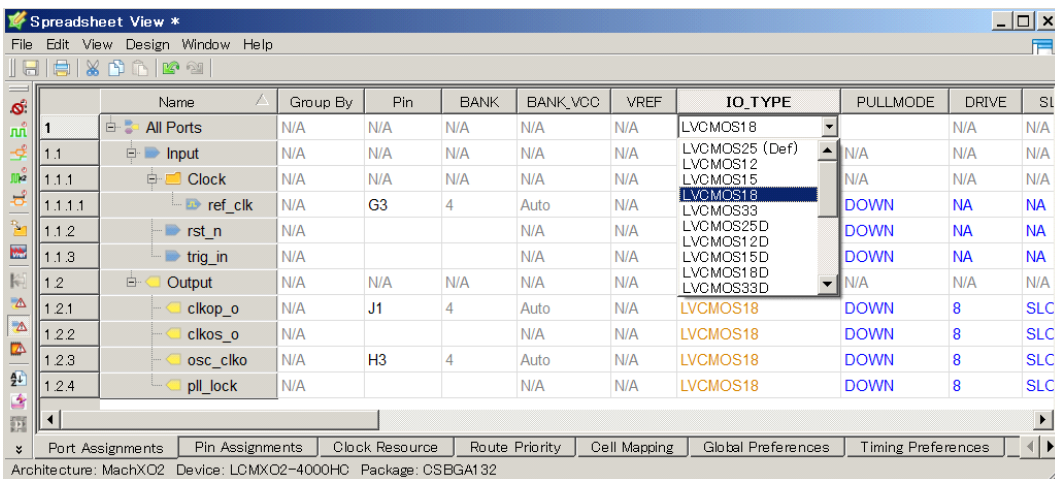 Spreadsheet View *
File Edit View Design Window Help
Name Group By Pin BANK BANK_VCC VREF IO_TYPE PULLMODE DRIVE SL
1 All Ports N/A N/A N/A N/A N/A LVCMOS18 N/A N/A
1.1 Input N/A N/A N/A N/A N/A LVCMOS25 (Def) N/A N/A N/A
LVCMOS12
1.1.1 Clock N/A N/A N/A N/A N/A LVCMOS15 N/A N/A N/A
LVCMOS18
1.1.1.1 ref_clk N/A G3 4 Auto N/A LVCMOS33 DOWN NA NA
1.1.2 rst_n N/A N/A N/A LVCMOS25D DOWN NA NA
LVCMOS12D
1.1.3 trig_in N/A N/A N/A LVCMOS15D DOWN NA NA
LVCMOS18D
1.2 Output N/A N/A N/A N/A N/A LVCMOS33D N/A N/A N/A
1.2.1 clkop_o N/A J1 4 Auto N/A LVCMOS18 DOWN 8 SLO
1.2.2 clkos_o N/A N/A N/A LVCMOS18 DOWN 8 SLO
1.2.3 osc_clko N/A H3 4 Auto N/A LVCMOS18 DOWN 8 SLO
1.2.4 pll_lock N/A N/A N/A LVCMOS18 DOWN 8 SLO
Port Assignments Pin Assignments Clock Resource Route Priority Cell Mapping Global Preferences Timing Preferences
Architecture: MachXO2 Device: LCMXO2-4000HC Package: CSBGA132